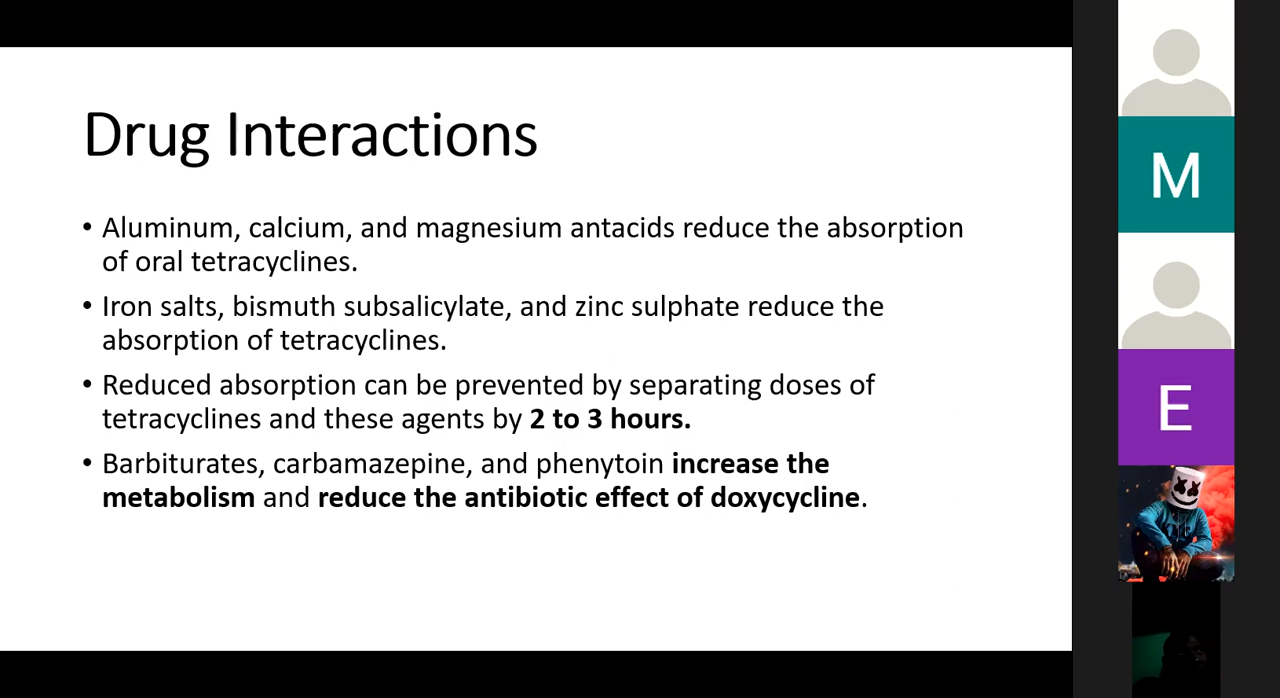 Drug Interactions
• Aluminum, calcium, and magnesium antacids reduce the absorption
of oral tetracyclines.
• Iron salts, bismuth subsalicylate, and zinc sulphate reduce the
absorption of tetracyclines.
• Reduced absorption can be prevented by separating doses of
tetracyclines and these agents by 2 to 3 hours.
• Barbiturates, carbamazepine, and phenytoin increase the
metabolism and reduce the antibiotic effect of doxycycline.
M
E